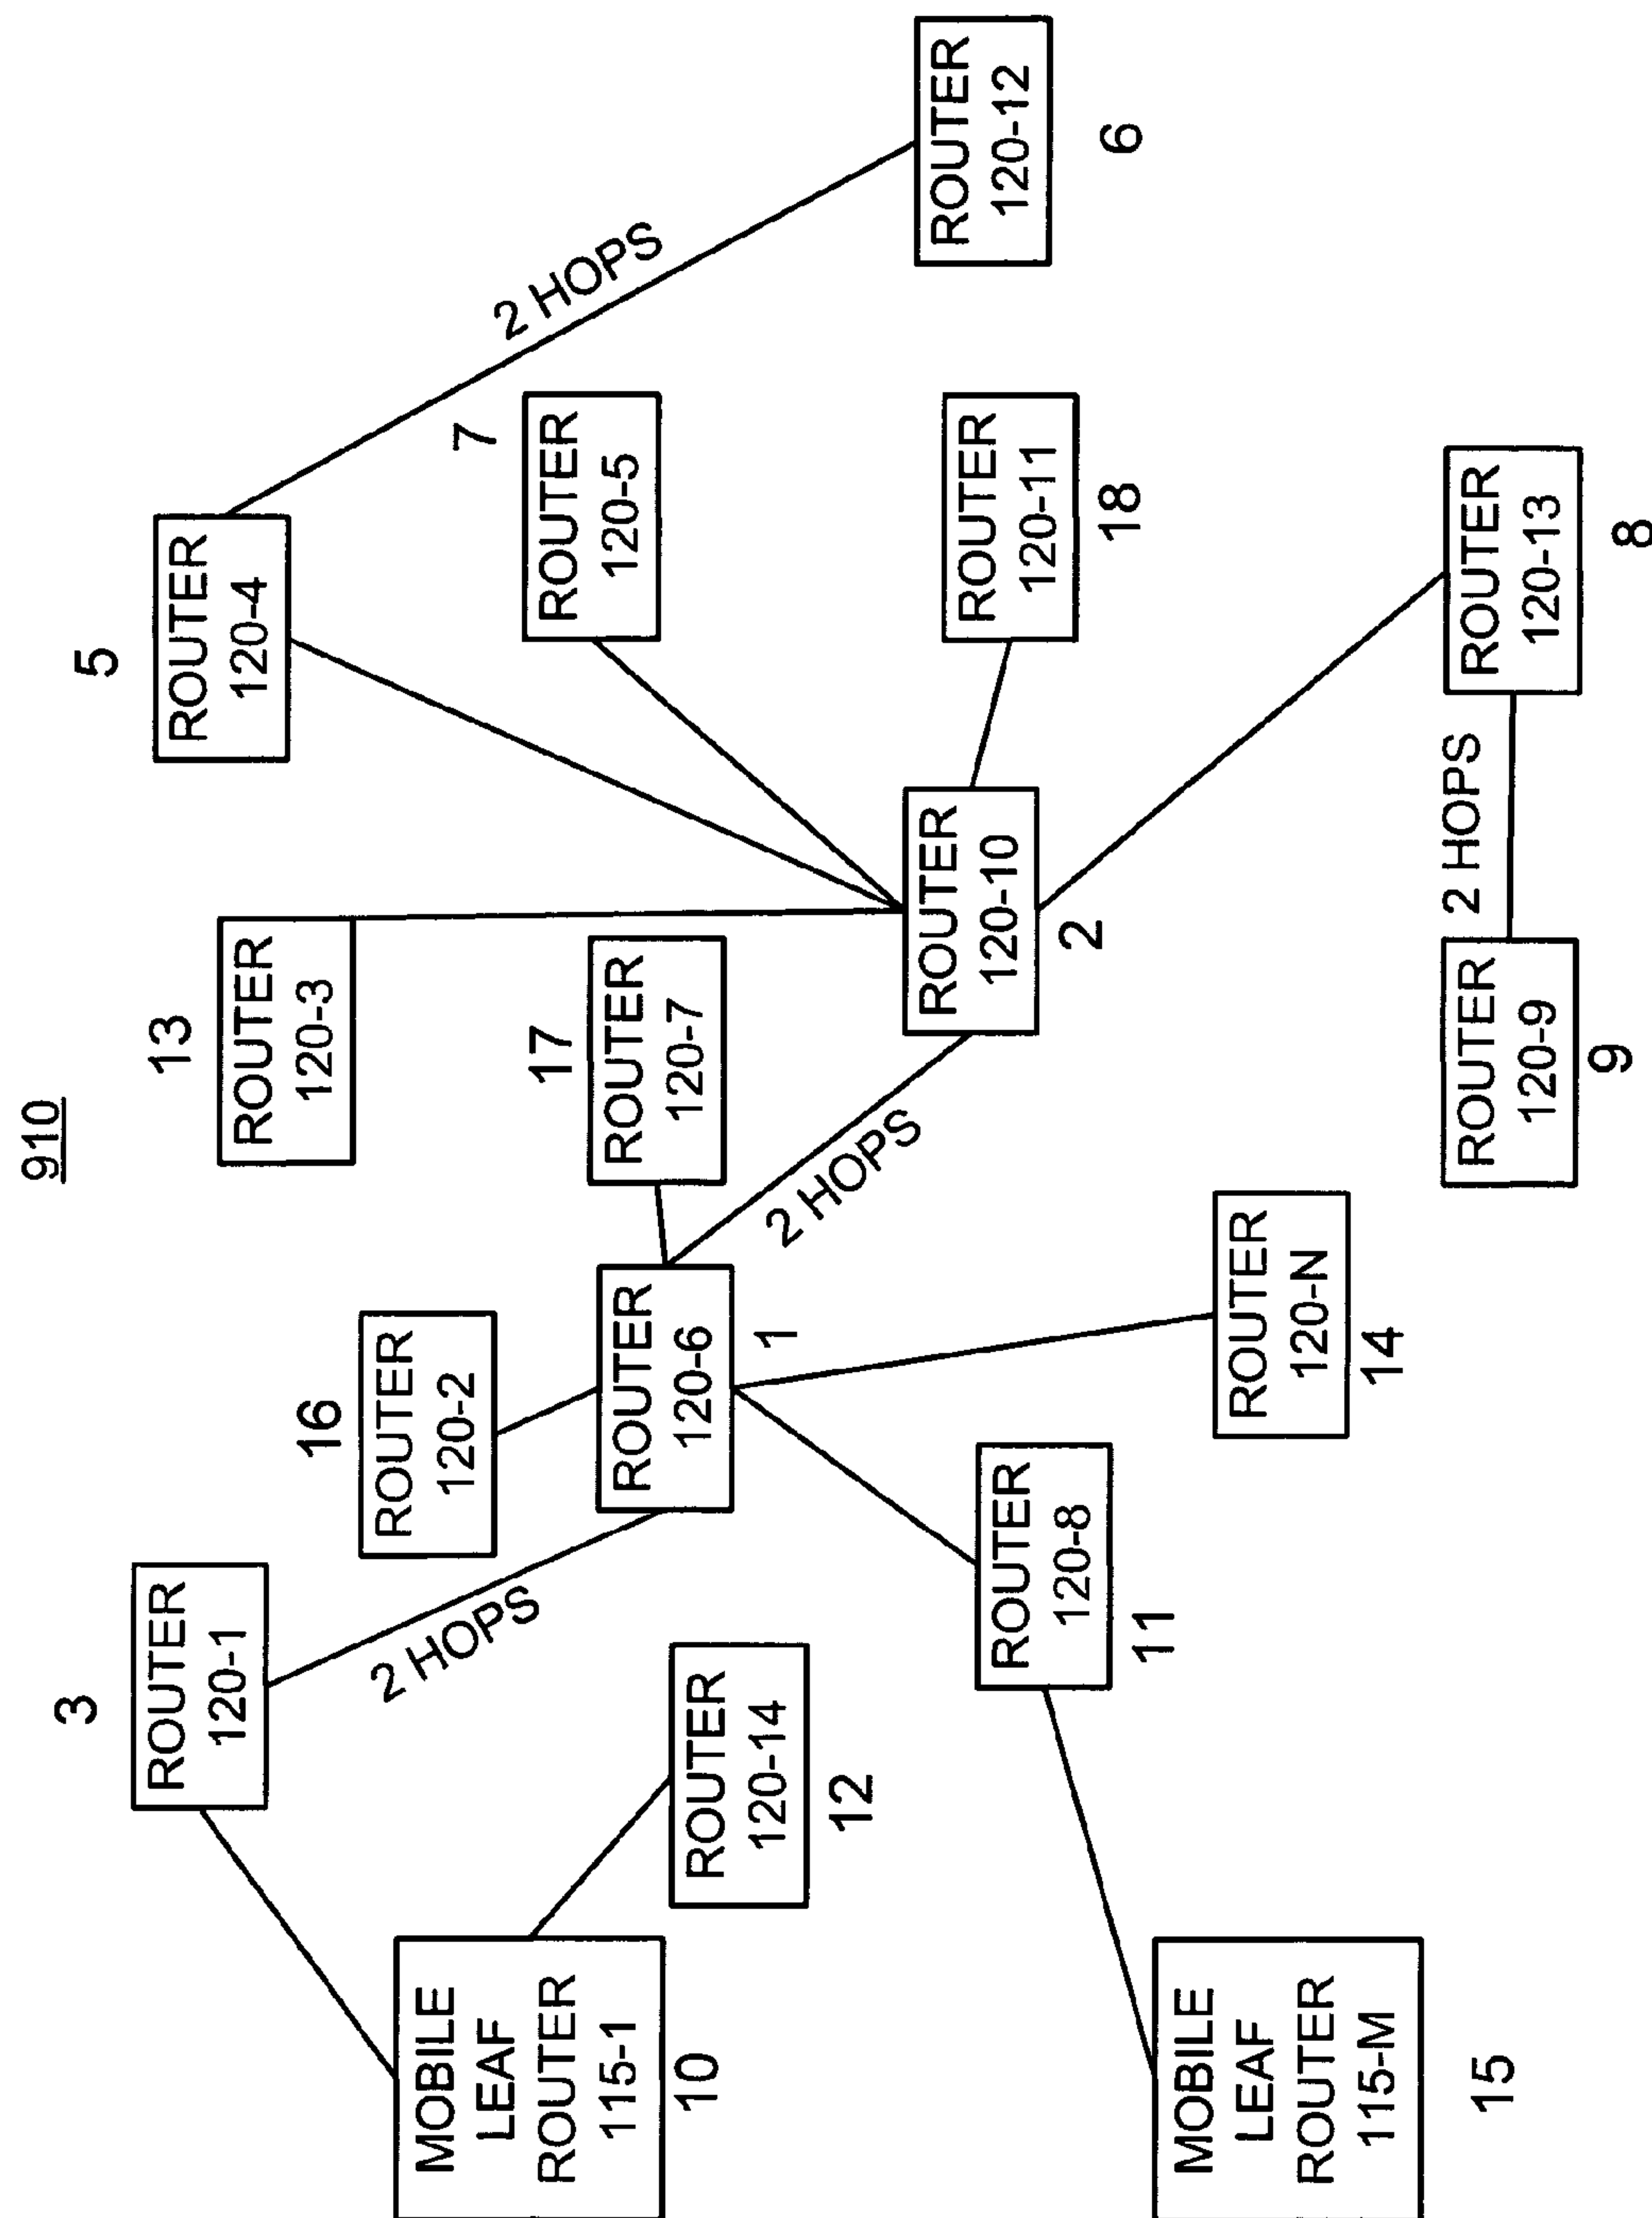 910
3
ROUTER
120-1
16
ROUTER
120-2
13
ROUTER
120-3
5
ROUTER
120-4
2 HOPS
MOBILE
LEAF
ROUTER
115-1
10
ROUTER
120-14
12
ROUTER
120-6
1
17
ROUTER
120-7
7
ROUTER
120-5
2 HOPS
2 HOPS
ROUTER
120-8
11
ROUTER
120-10
2
ROUTER
120-11
18
ROUTER
120-12
6
MOBILE
LEAF
ROUTER
115-M
15
ROUTER
120-N
14
ROUTER
120-9
9
2 HOPS
ROUTER
120-13
8